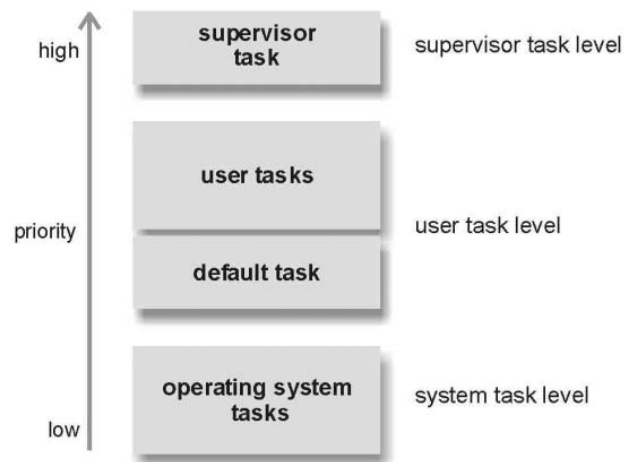 high
supervisor
task
supervisor task level
user tasks
priority
user task level
default task
operating system
tasks
system task level
low